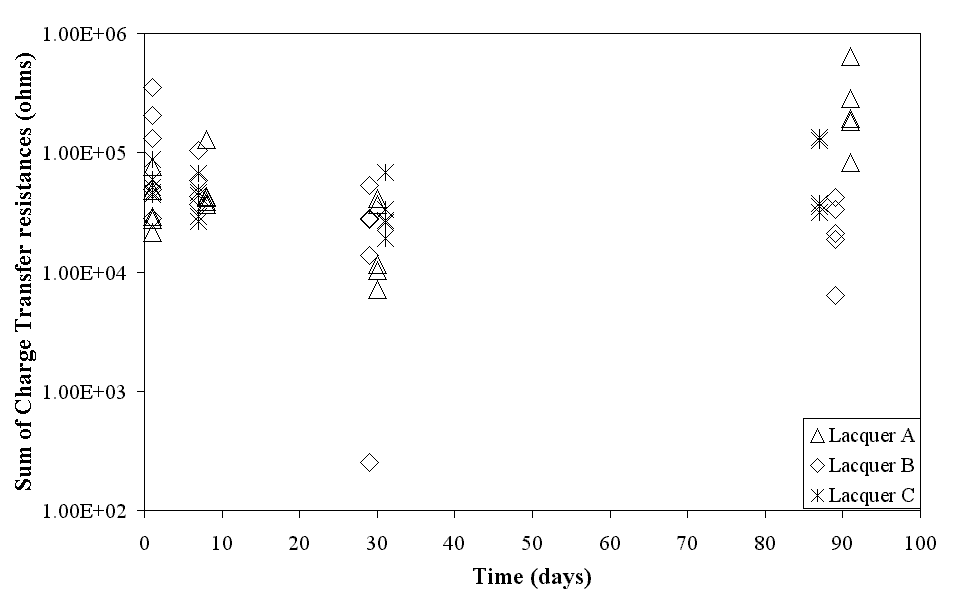 1.00E+06
1.00E+05
1.00E+04
1.00E+03
1.00E+02
Sum of Charge Transfer resistances (ohms)
0 10 20 30 40 50 60 70 80 90 100
Time (days)
Lacquer A
Lacquer B
Lacquer C